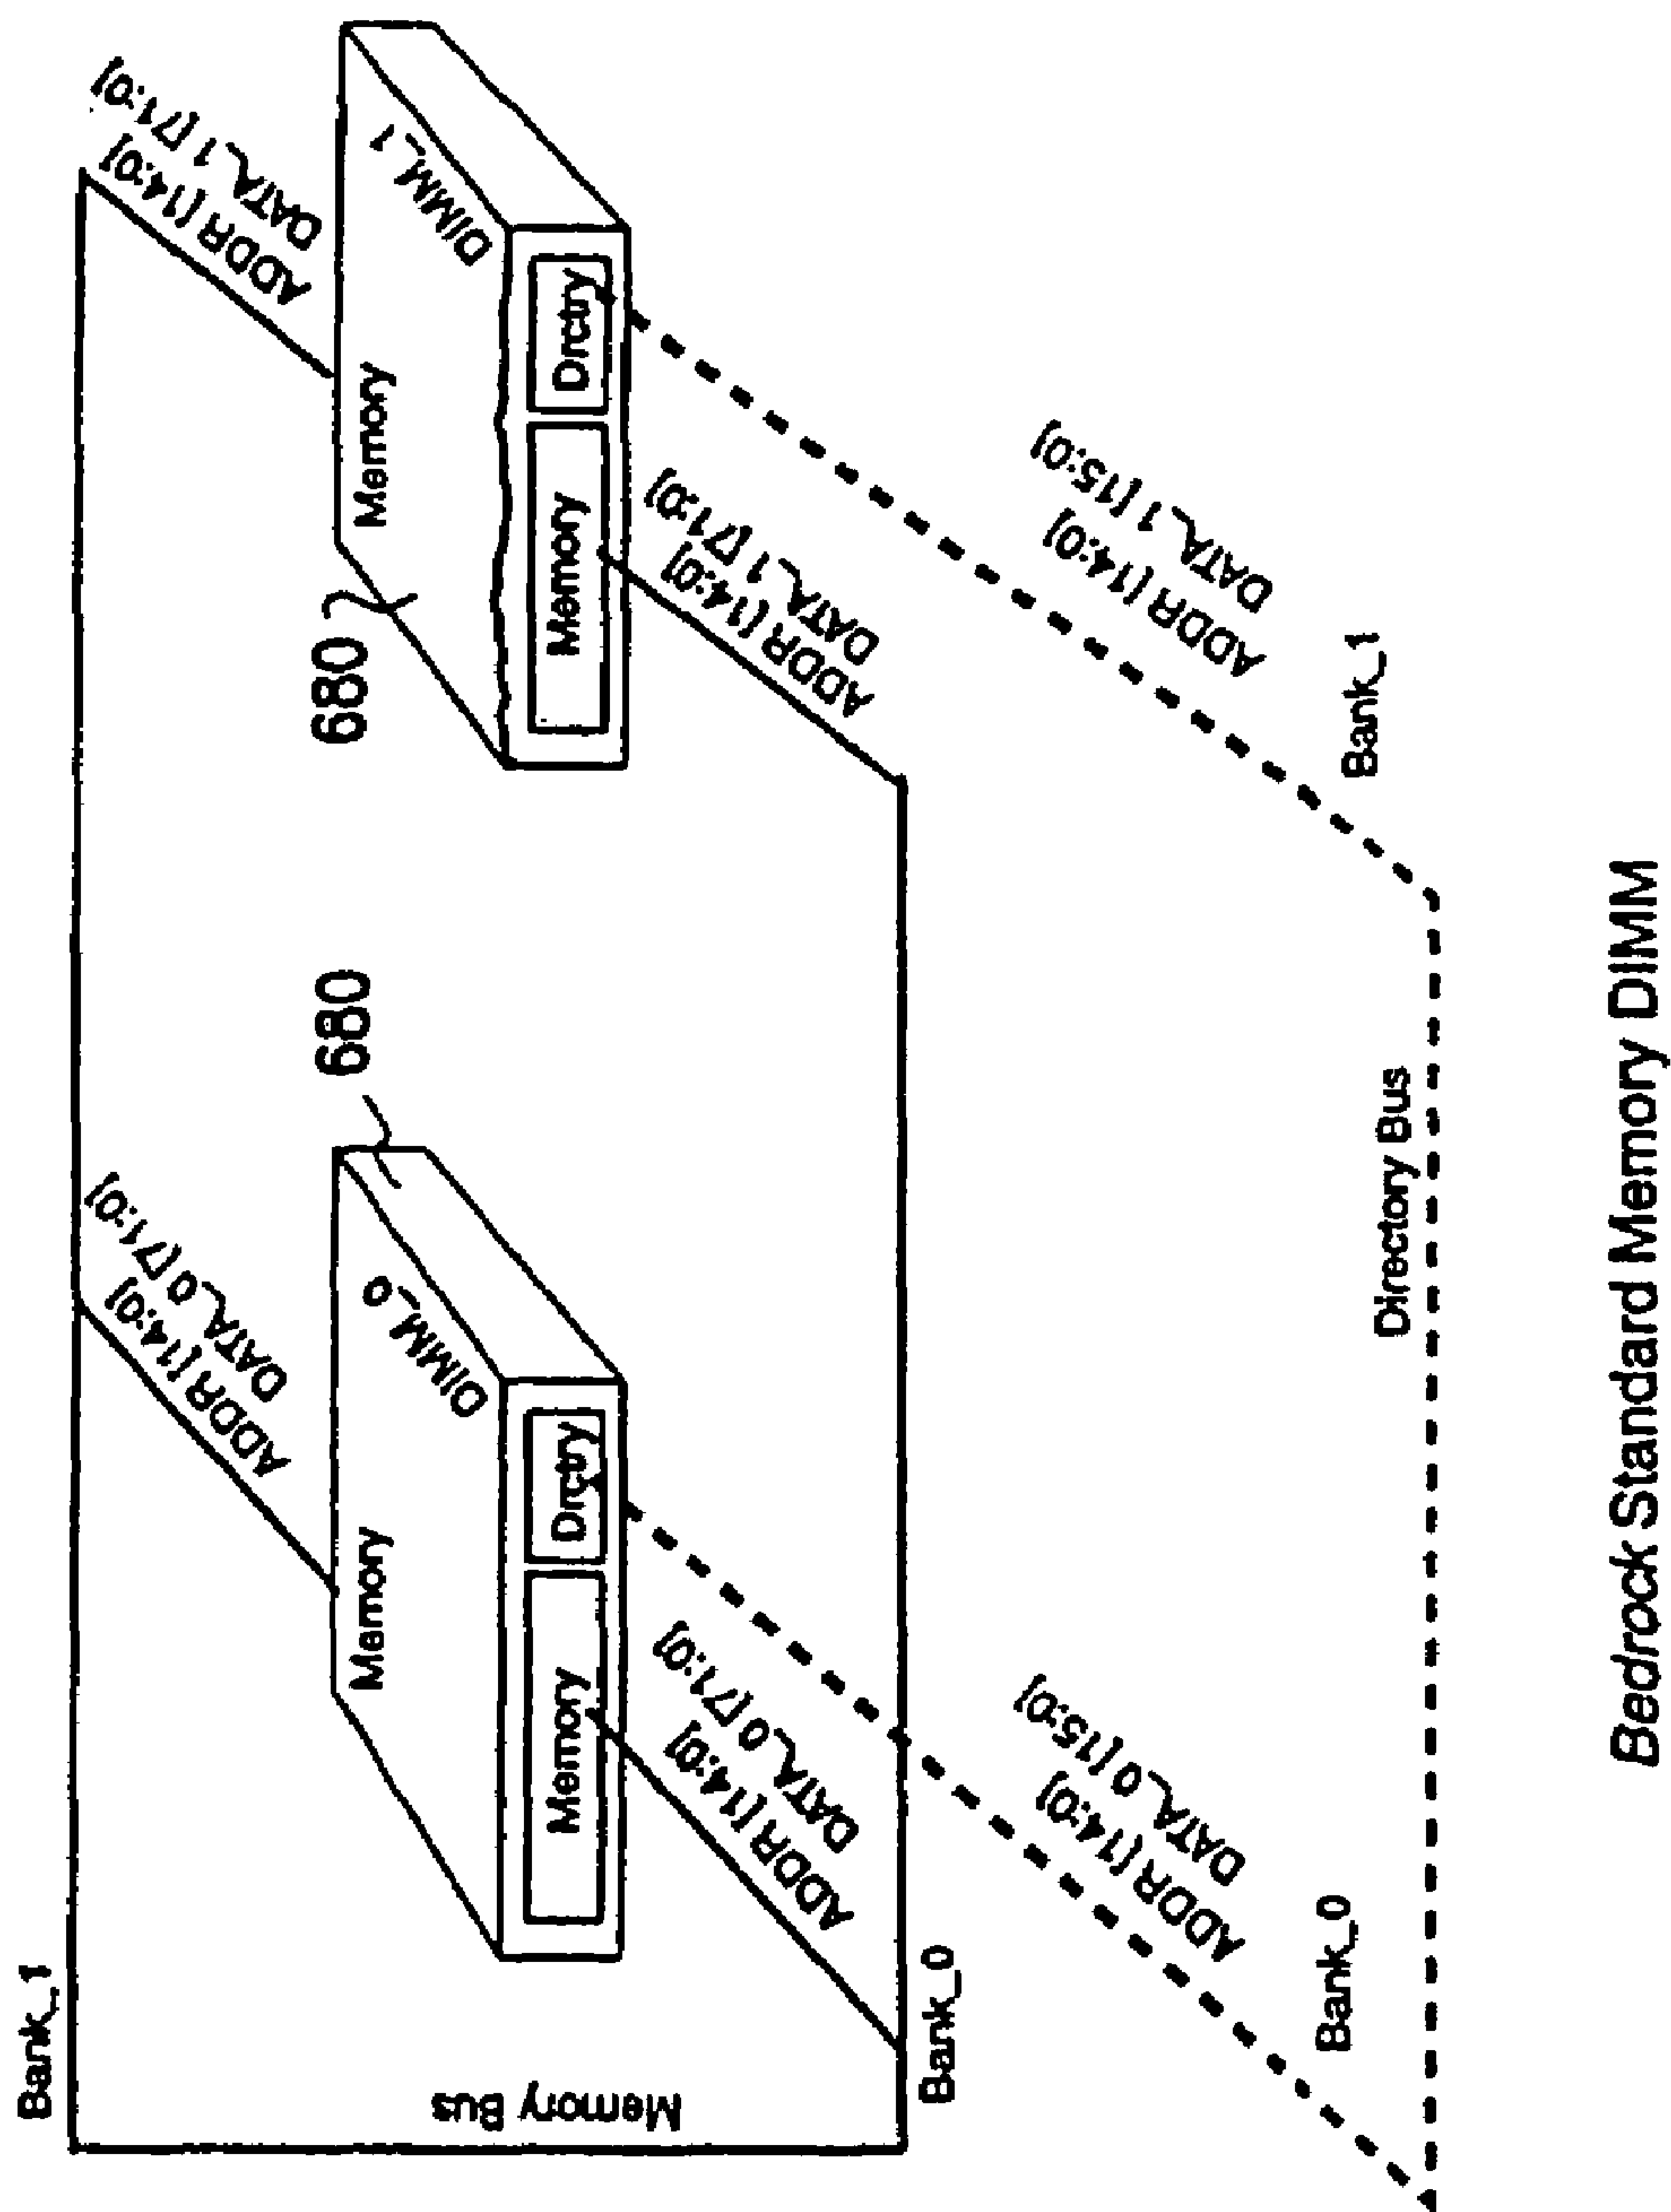 Bank_1
ADDR (14:0)
DATA_0 (71:0)
ADDR (14:0)
DATA_1 (71:0)
680
680
Memory
DIMM_0
Memory
DIMM_1
Memory Bus
Memory
Drctry
Memory
Drctry
ADDR (14:0)
DATA_0 (71:0)
ADDR (14:0)
DATA_1 (71:0)
Bank_0
ADDR (14:0)
DATA_0 (15:0)
ADDR (14:0)
DATA_1 (15:0)
Bank_0
Bank_1
Directory Bus
Bedrock Standard Memory DIMM